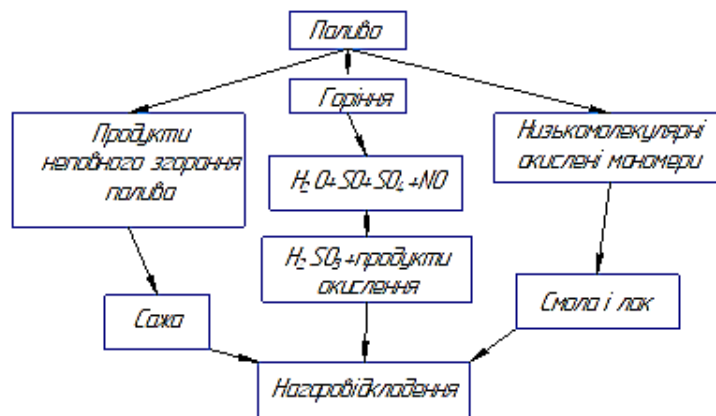 Паливо
Горіння
Продукти
неповного згорання
палива
Низькомолекулярні
окислені мономери
H₂O+SO+SO₄+NO
H₂SO₃+продукти
окислення
Сажа
Смола і лак
Нагаровідкладення